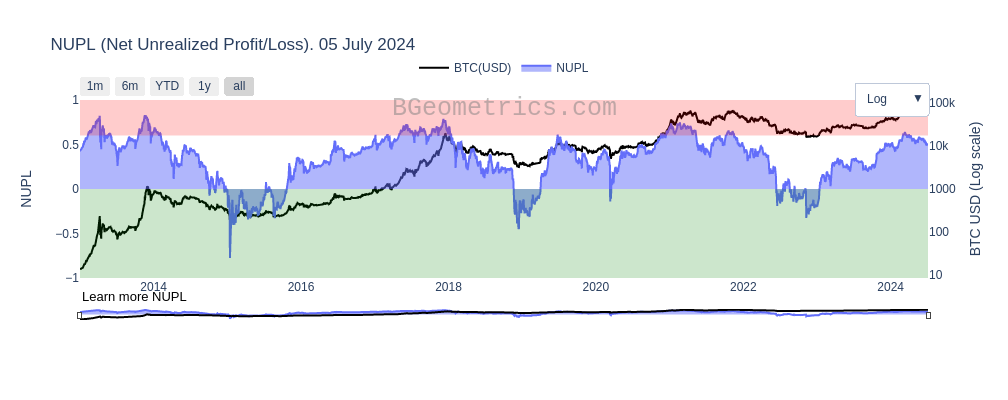 NUPL (Net Unrealized Profit/Loss). 05 July 2024
BTC(USD) NUPL
1m 6m YTD 1y all
Log ▼
BGeometrics.com
1
0.5
0
−0.5
−1
NUPL
100k
10k
1000
100
10
BTC USD (Log scale)
2014 2016 2018 2020 2022 2024
Learn more NUPL